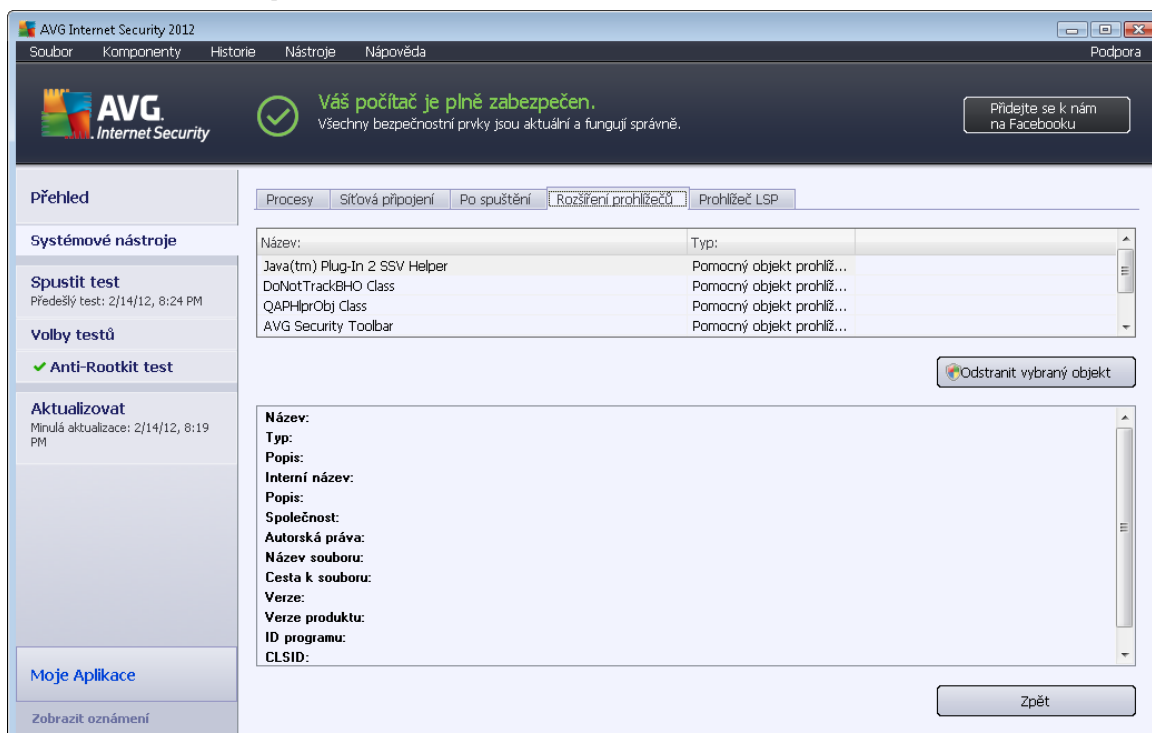 AVG Internet Security 2012
Soubor Komponenty Historie Nástroje Nápověda Podpora
AVG.
Internet Security
Váš počítač je plně zabezpečen.
Všechny bezpečnostní prvky jsou aktuální a fungují správně.
Přidejte se k nám
na Facebooku
Přehled
Systémové nástroje
Spustit test
Předešlý test: 2/14/12, 8:24 PM
Volby testů
Anti-Rootkit test
Aktualizovat
Minulá aktualizace: 2/14/12, 8:19
PM
Moje Aplikace
Zobrazit oznámení
Procesy Síťová připojení Po spuštění Rozšíření prohlížečů Prohlížeč LSP
Název: Typ:
Java(tm) Plug-In 2 SSV Helper Pomocný objekt prohlíž...
DoNotTrackBHO Class Pomocný objekt prohlíž...
QAPHlprObj Class Pomocný objekt prohlíž...
AVG Security Toolbar Pomocný objekt prohlíž...
Odstranit vybraný objekt
Název:
Typ:
Popis:
Interní název:
Popis:
Společnost:
Autorská práva:
Název souboru:
Cesta k souboru:
Verze:
Verze produktu:
ID programu:
CLSID:
Zpět